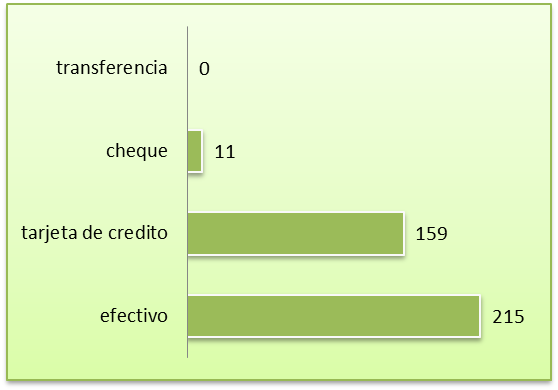 transferencia 0
cheque 11
tarjeta de credito 159
efectivo 215